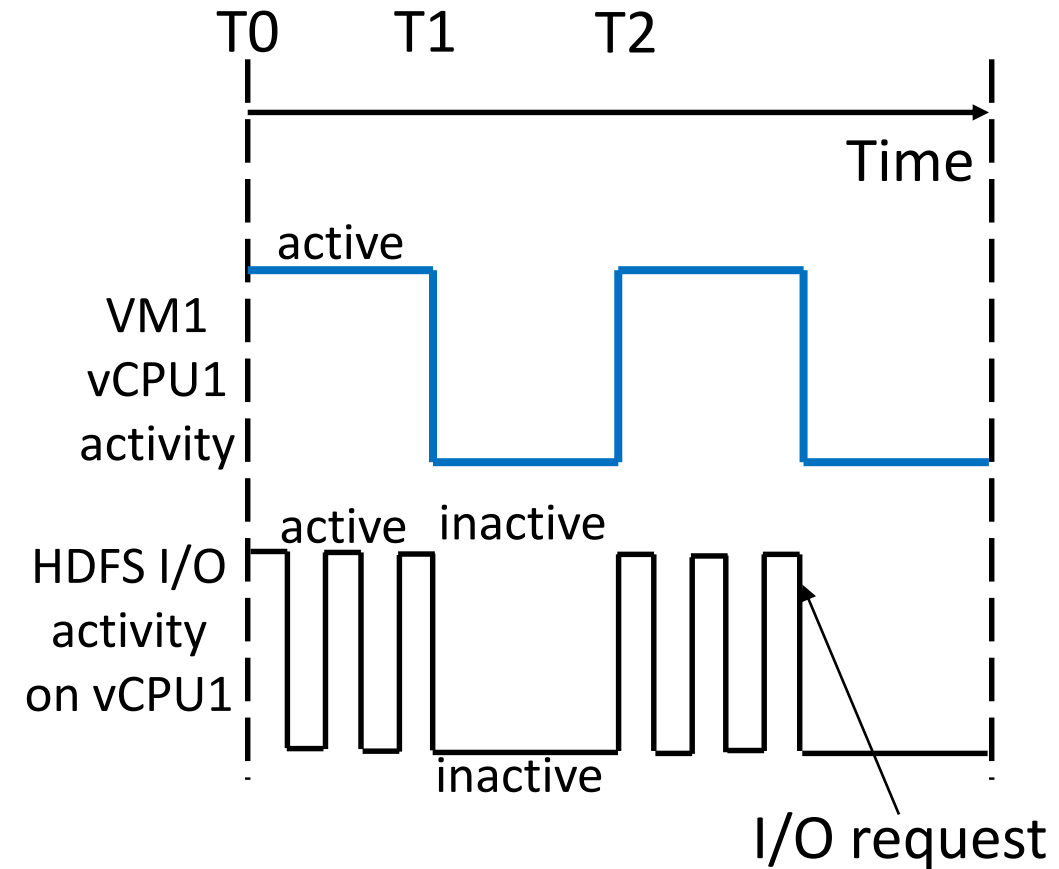 T0 T1 T2
Time
active
VM1
vCPU1
activity
active inactive
HDFS I/O
activity
on vCPU1
inactive
I/O request